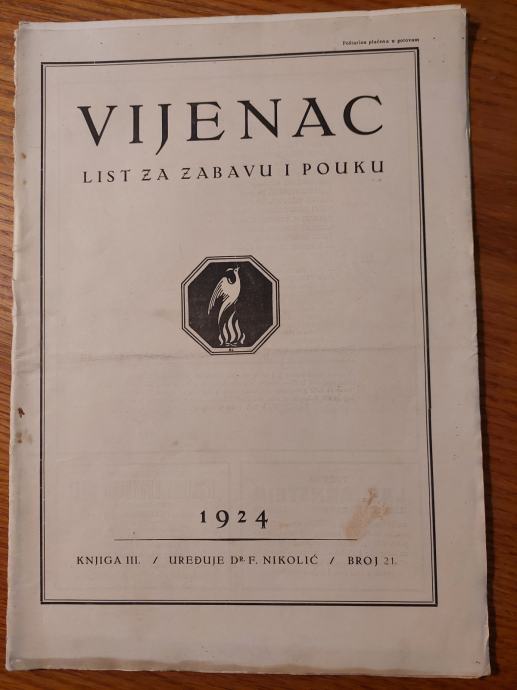 Poštarina plaćena u gotovom
VIJENAC
LIST ZA ZABAVU I POUKU
1924
KNJIGA III. / UREĐUJE DR. F. NIKOLIĆ / BROJ 21.